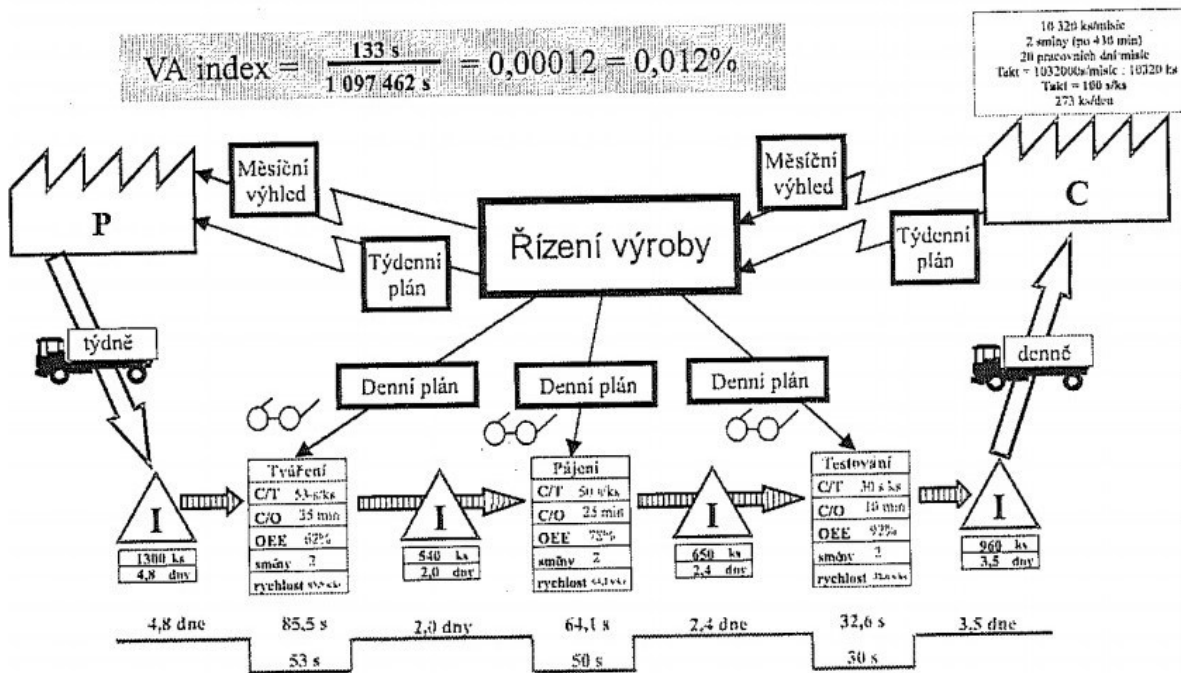 VA index = 133 s / 1 097 462 s = 0,00012 = 0,012%
10 320 ks/měsíc
2 směny (po 430 min)
20 pracovních dní/měsíc
Takt = 1032000s/měsíc : 10320 ks
Takt = 100 s/ks
273 ks/den
P
Měsíční
výhled
Týdenní
plán
Řízení výroby
Měsíční
výhled
Týdenní
plán
C
týdně
denně
Denní plán
Denní plán
Denní plán
I
1300 ks
4,8 dny
Tváření
C/T 53 s/ks
C/O 35 min
OEE 62%
směny 2
rychlost
I
540 ks
2,0 dny
Pájení
C/T 50 s/ks
C/O 25 min
OEE 78%
směny 2
rychlost
I
650 ks
2,4 dny
Testování
C/T 30 s/ks
C/O 10 min
OEE 92%
směny 2
rychlost
I
960 ks
3,5 dny
4,8 dne 85,5 s 2,0 dny 64,1 s 2,4 dne 32,6 s 3,5 dne
53 s 50 s 30 s